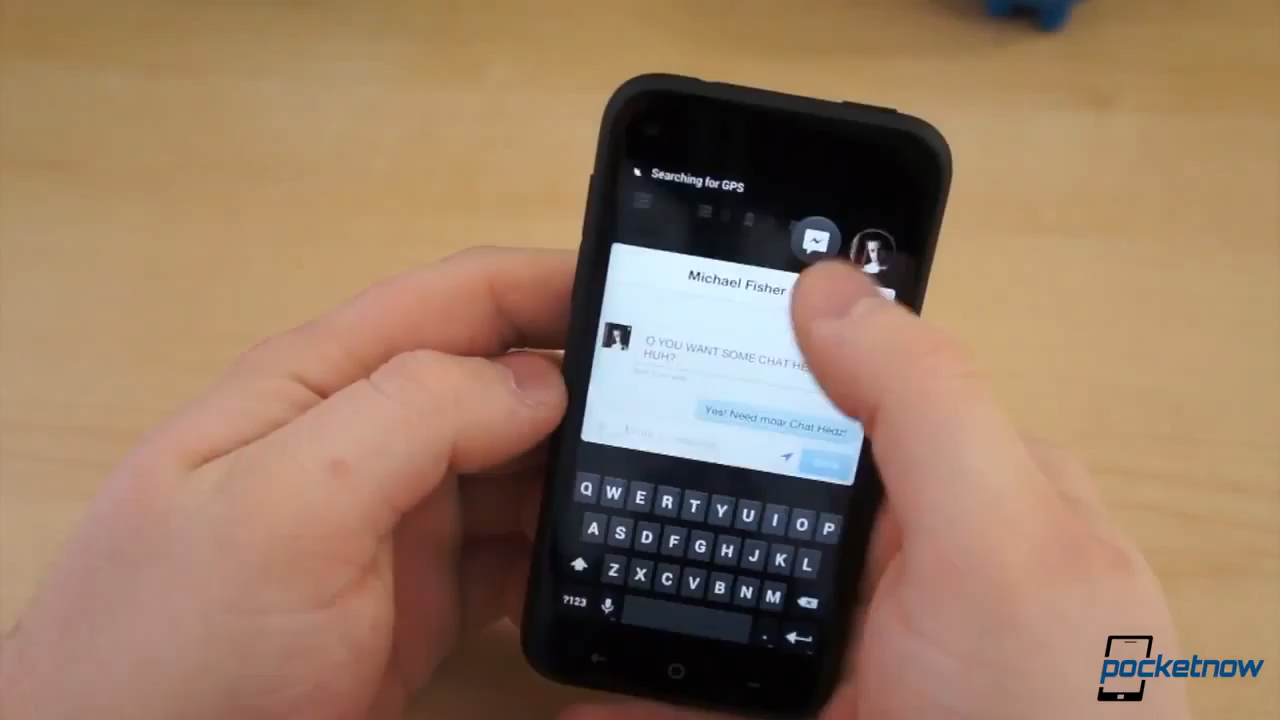 Searching for GPS
Michael Fisher
O YOU WANT SOME CHAT HE
HUH?
Yes! Need moar Chat Hedz!
Q W E R T Y U I O P
A S D F G H J K L
Z X C V B N M
?123 .
pocketnow